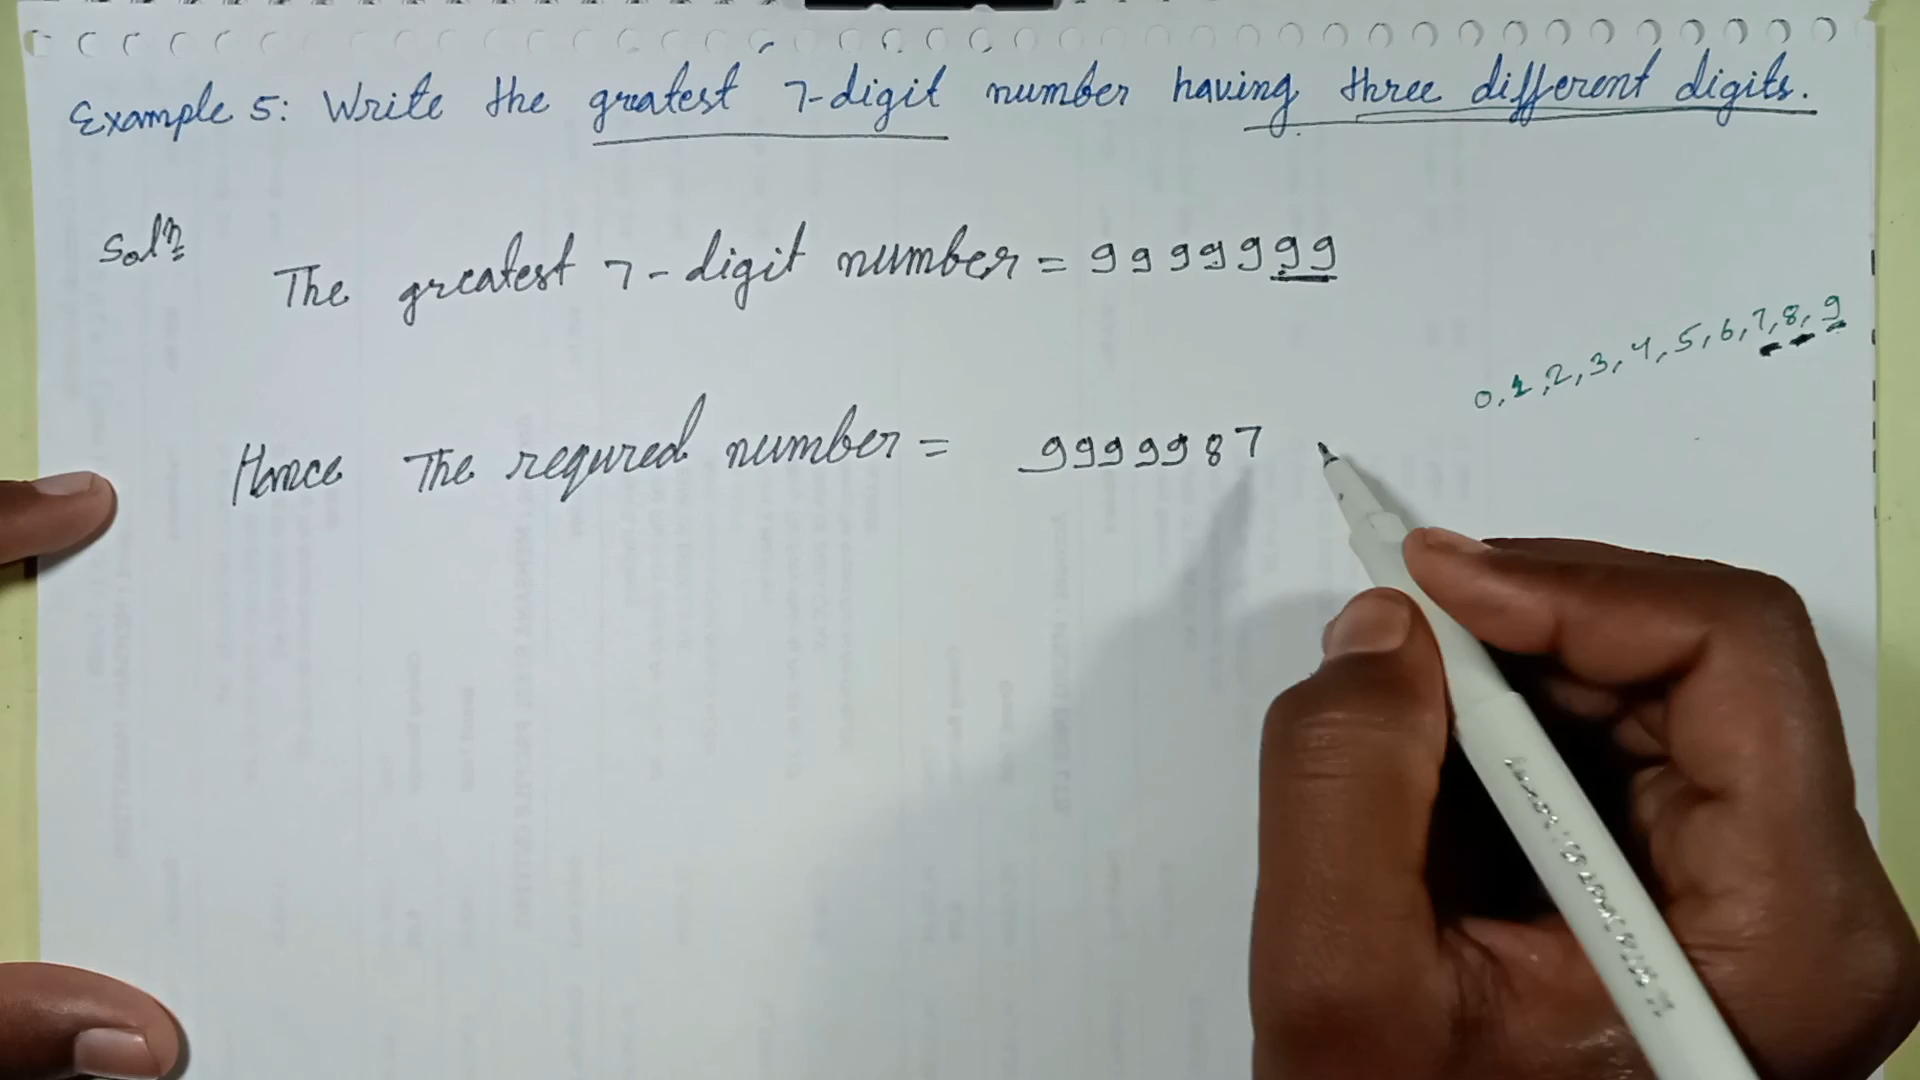 Example 5: Write the greatest 7-digit number having three different digits.
Soln
The greatest 7-digit number = 9999999
0,1,2,3,4,5,6,7,8,9
Hence The requred number = 9999987